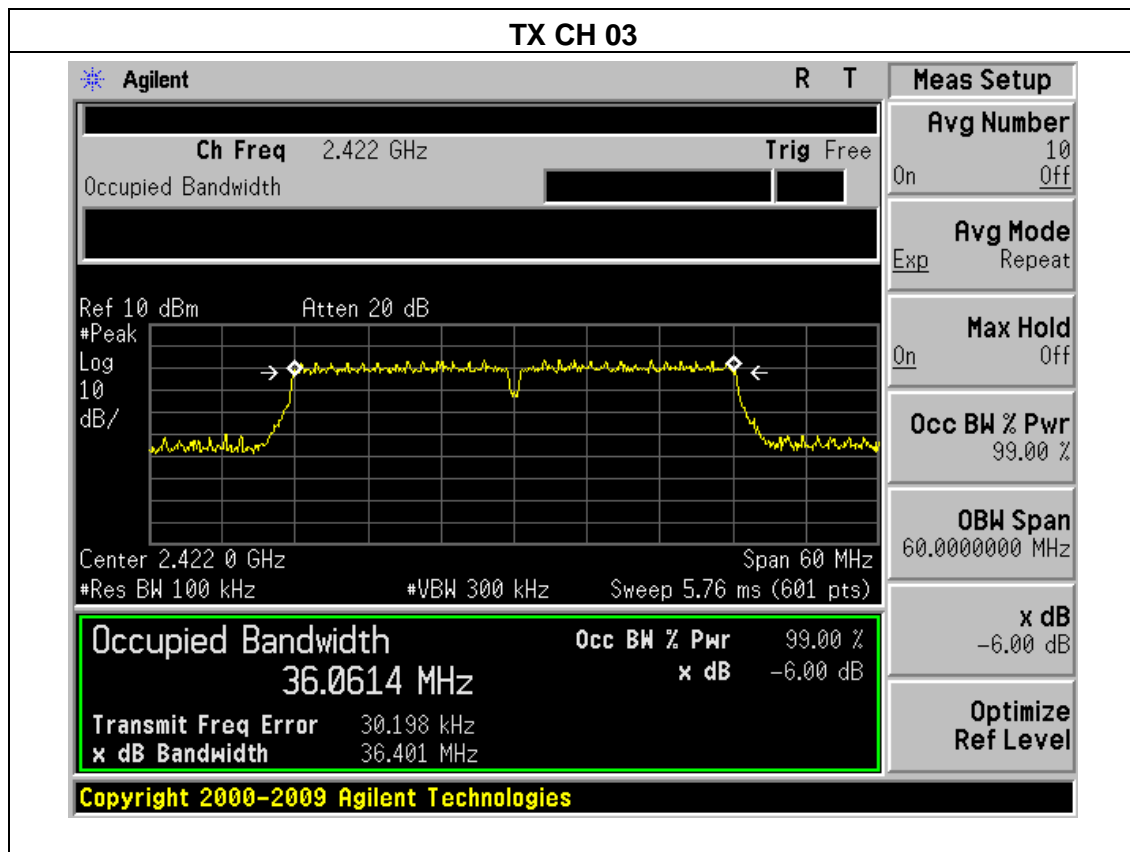 TX CH 03
Agilent R T
Meas Setup
Ch Freq 2.422 GHz Trig Free
Occupied Bandwidth
Avg Number
10
On Off
Avg Mode
Exp Repeat
Max Hold
On Off
Occ BW % Pwr
99.00 %
OBW Span
60.0000000 MHz
x dB
-6.00 dB
Optimize
Ref Level
Ref 10 dBm Atten 20 dB
#Peak
Log
10
dB/
Center 2.422 0 GHz Span 60 MHz
#Res BW 100 kHz #VBW 300 kHz Sweep 5.76 ms (601 pts)
Occupied Bandwidth Occ BW % Pwr 99.00 %
36.0614 MHz x dB -6.00 dB
Transmit Freq Error 30.198 kHz
x dB Bandwidth 36.401 MHz
Copyright 2000-2009 Agilent Technologies